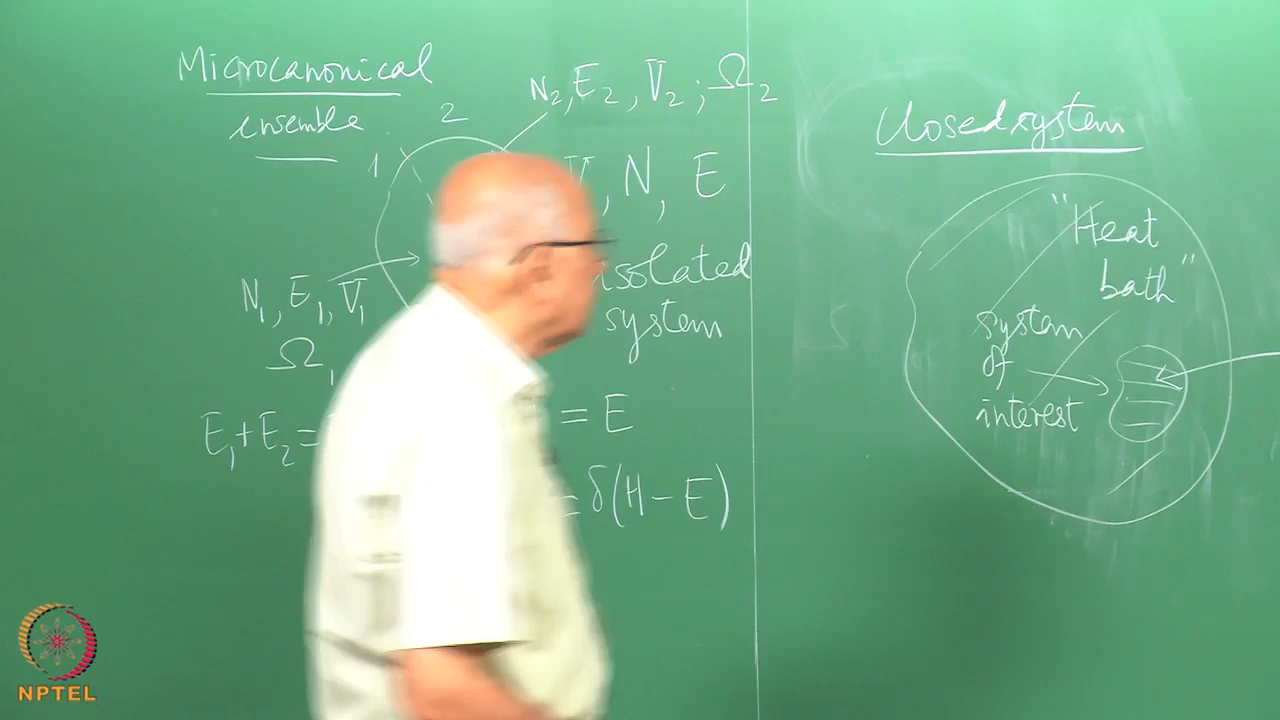 Microcanonical
ensemble
1
2
N₂, E₂, V₂ ; Ω₂
V, N, E
isolated
system
N₁, E₁, V₁
Ω₁
E₁ + E₂ =
= E
= δ(H − E)
Closed system
"Heat
bath"
system
of
interest
NPTEL